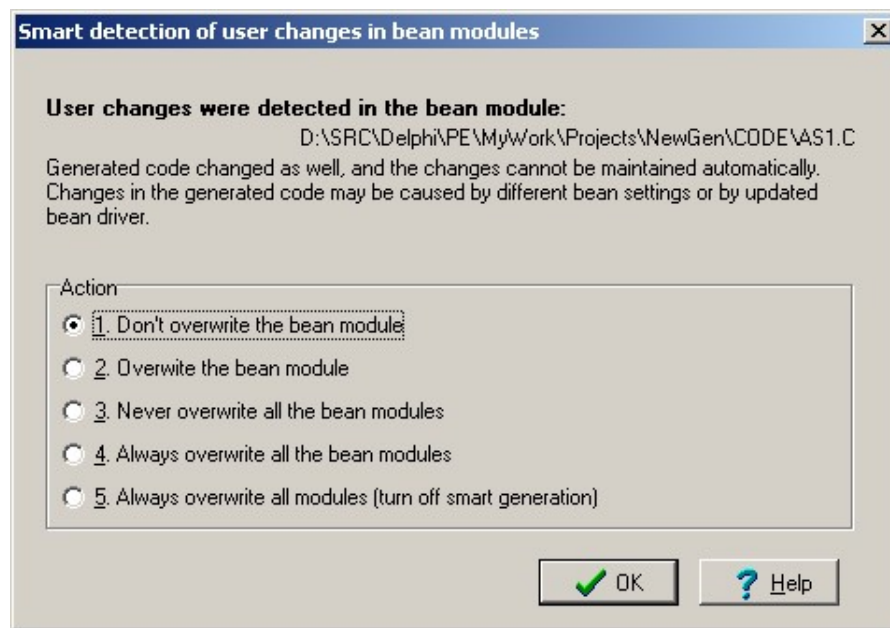 Smart detection of user changes in bean modules
User changes were detected in the bean module:
D:\SRC\Delphi\PE\MyWork\Projects\NewGen\CODE\AS1.C
Generated code changed as well, and the changes cannot be maintained automatically.
Changes in the generated code may be caused by different bean settings or by updated
bean driver.
Action
1. Don't overwrite the bean module
2. Overwite the bean module
3. Never overwrite all the bean modules
4. Always overwrite all the bean modules
5. Always overwrite all modules (turn off smart generation)
OK
Help